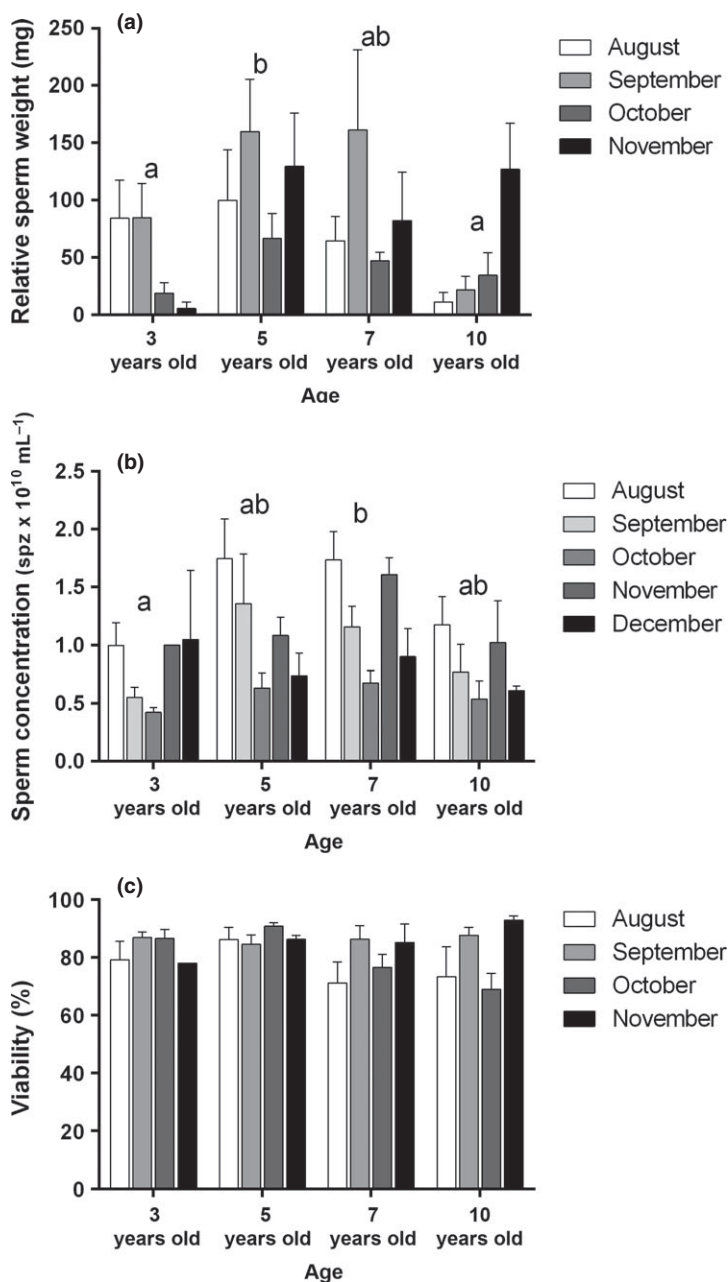 (a)
Relative sperm weight (mg)
250
200
150
100
50
0
a
b
ab
a
3 5 7 10
years old years old years old years old
Age
August
September
October
November
(b)
Sperm concentration (spz x 10¹⁰ mL⁻¹)
2.5
2.0
1.5
1.0
0.5
0.0
a
ab
b
ab
3 5 7 10
years old years old years old years old
Age
August
September
October
November
December
(c)
Viability (%)
100
80
60
40
20
0
3 5 7 10
years old years old years old years old
Age
August
September
October
November